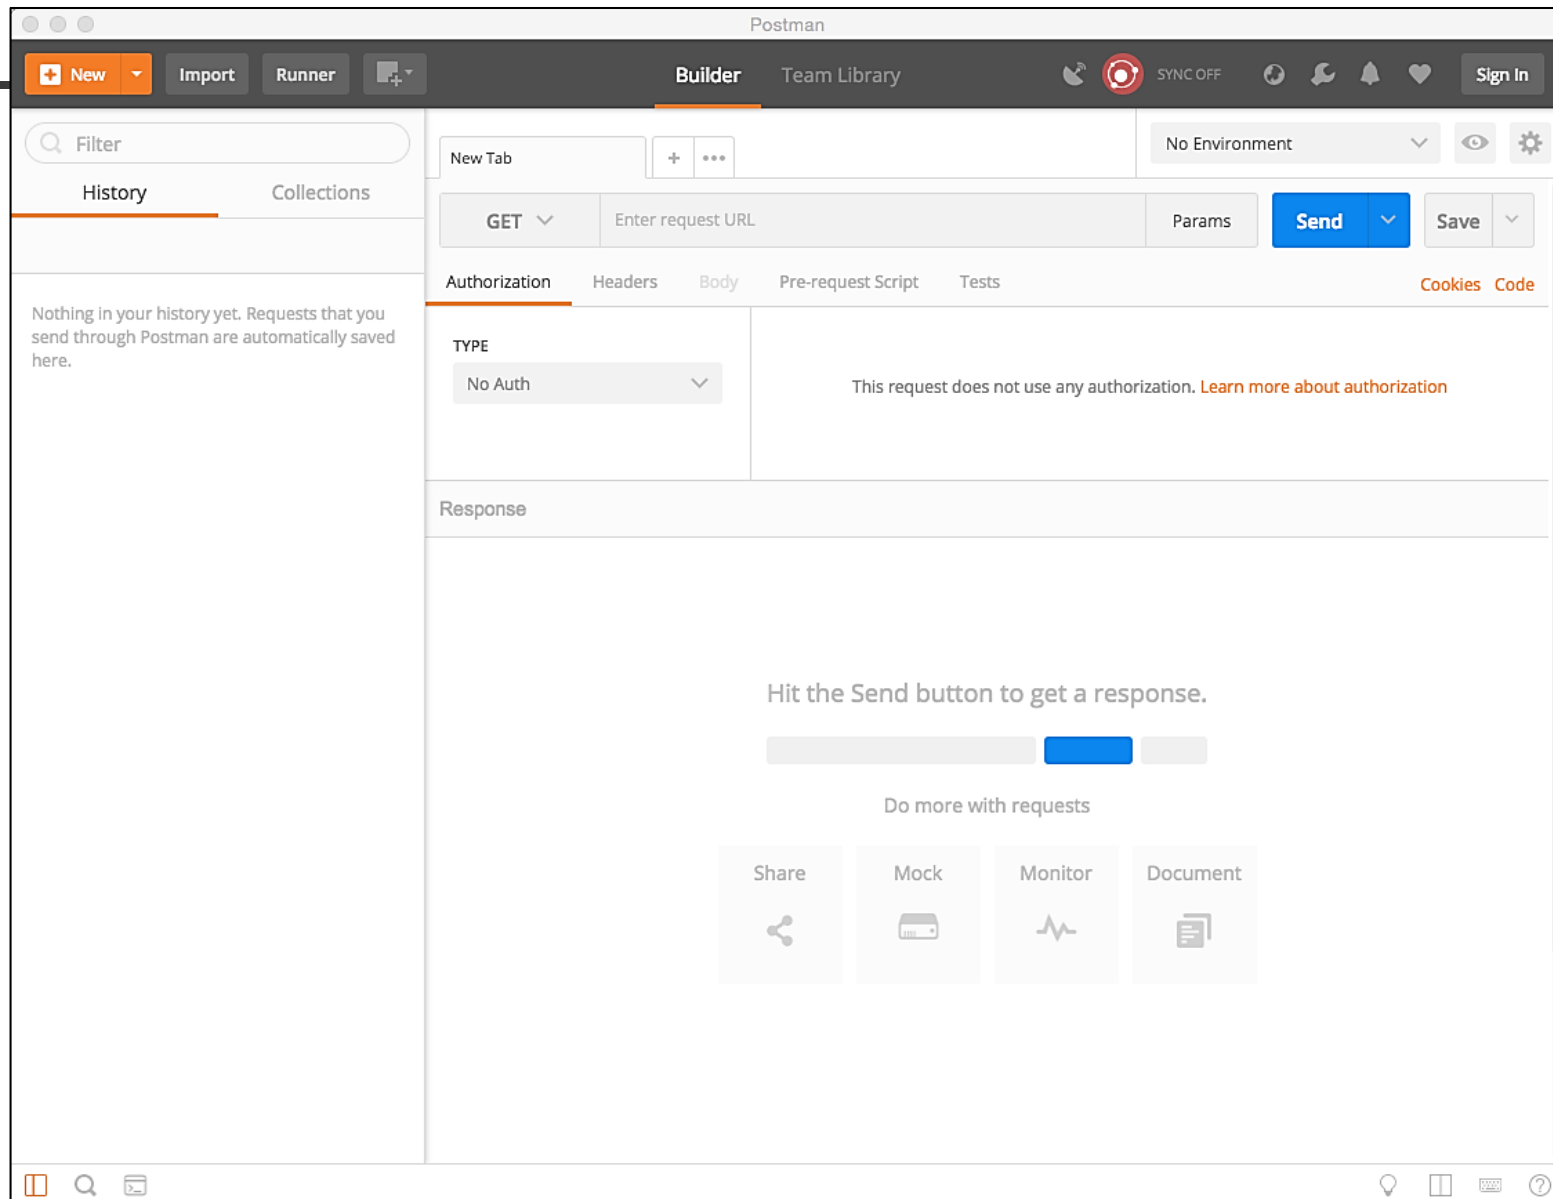 Postman
New
Import
Runner
Builder
Team Library
SYNC OFF
Sign In
Filter
History
Collections
Nothing in your history yet. Requests that you
send through Postman are automatically saved
here.
New Tab
+
•••
No Environment
GET
Enter request URL
Params
Send
Save
Authorization
Headers
Body
Pre-request Script
Tests
Cookies
Code
TYPE
No Auth
This request does not use any authorization. Learn more about authorization
Response
Hit the Send button to get a response.
Do more with requests
Share
Mock
Monitor
Document